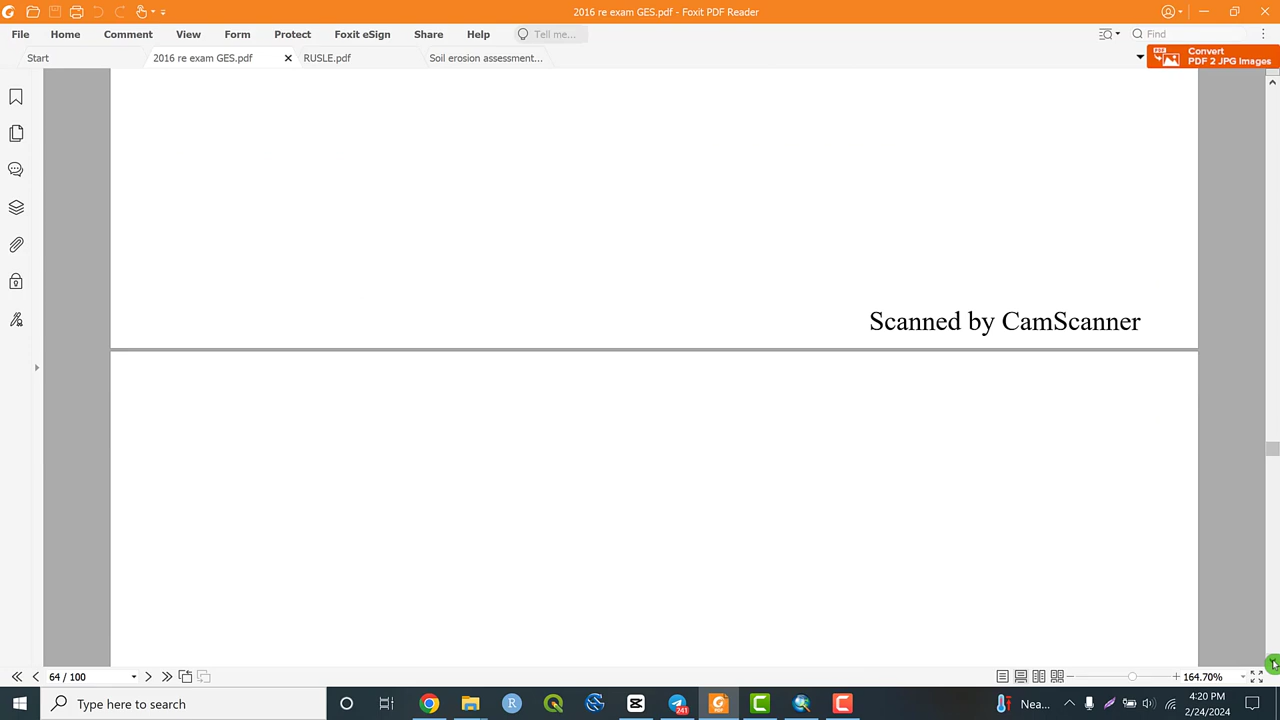 2016 re exam GES.pdf - Foxit PDF Reader
File Home Comment View Form Protect Foxit eSign Share Help Tell me... Find
Start 2016 re exam GES.pdf RUSLE.pdf Soil erosion assessment...
Convert
PDF 2 JPG Images
Scanned by CamScanner
64 / 100
164.70%
Type here to search
241
Nea...
4:20 PM
2/24/2024